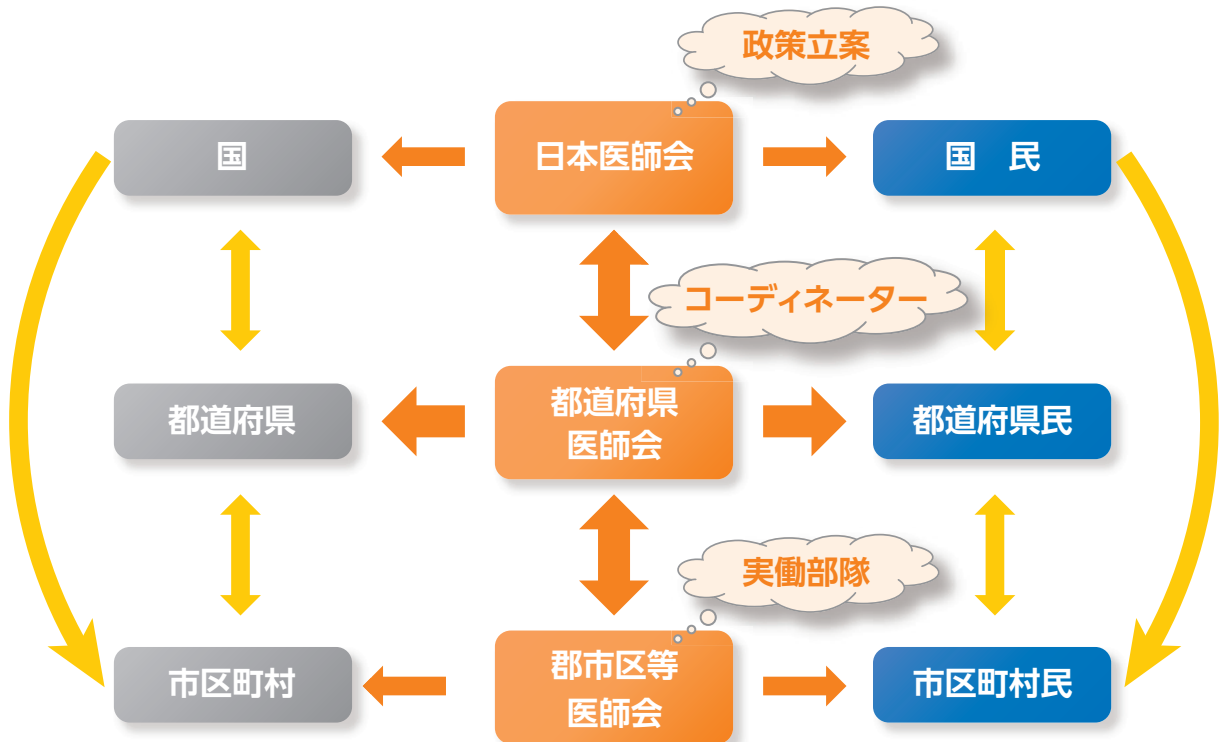 政策立案
国
日本医師会
国　民
コーディネーター
都道府県
都道府県
医師会
都道府県民
実働部隊
市区町村
郡市区等
医師会
市区町村民